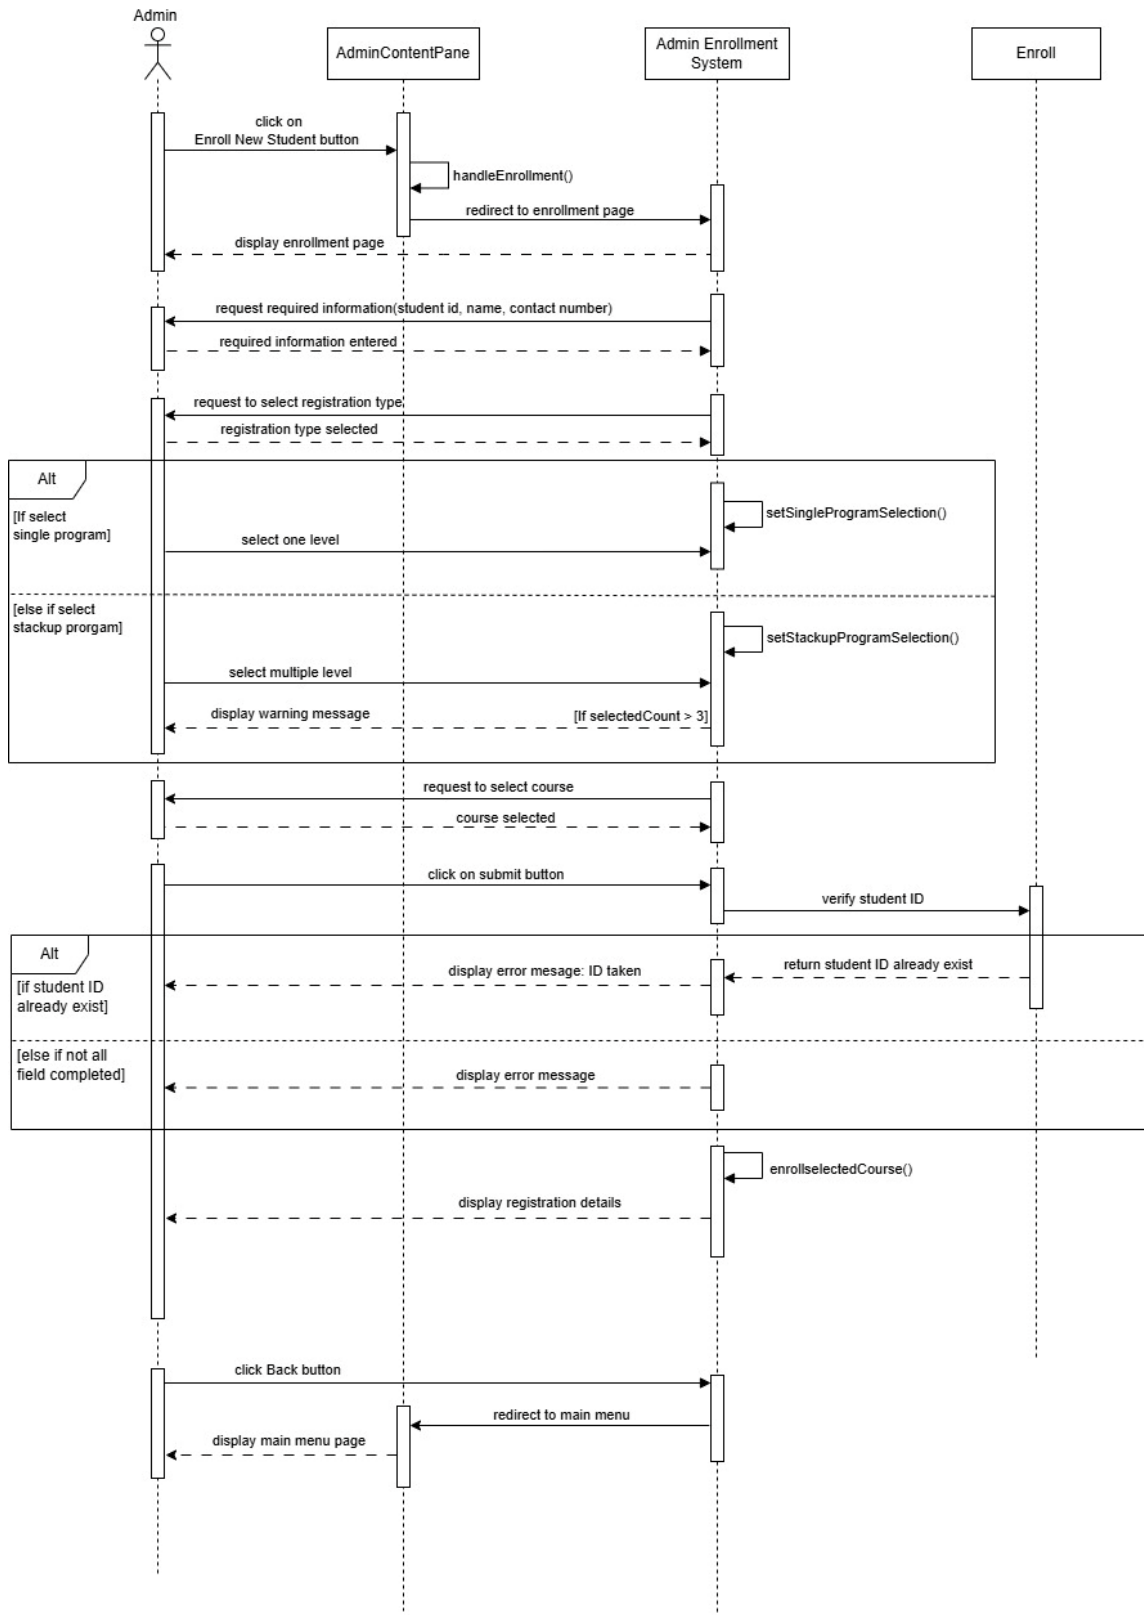 Admin
AdminContentPane
Admin Enrollment
System
Enroll
click on
Enroll New Student button
handleEnrollment()
redirect to enrollment page
display enrollment page
request required information(student id, name, contact number)
required information entered
request to select registration type
registration type selected
Alt
[If select
single program]
setSingleProgramSelection()
select one level
[else if select
stackup prorgam]
setStackupProgramSelection()
select multiple level
display warning message
[If selectedCount > 3]
request to select course
course selected
click on submit button
verify student ID
Alt
[if student ID
already exist]
display error mesage: ID taken
return student ID already exist
[else if not all
field completed]
display error message
enrollselectedCourse()
display registration details
click Back button
redirect to main menu
display main menu page